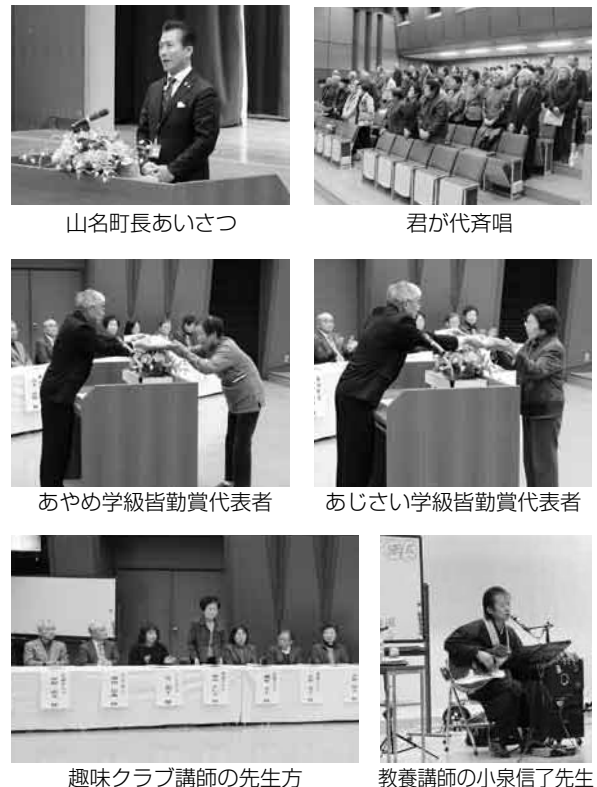 山名町長あいさつ
君が代斉唱
あやめ学級皆勤賞代表者
あじさい学級皆勤賞代表者
趣味クラブ講師の先生方
教養講師の小泉信了先生